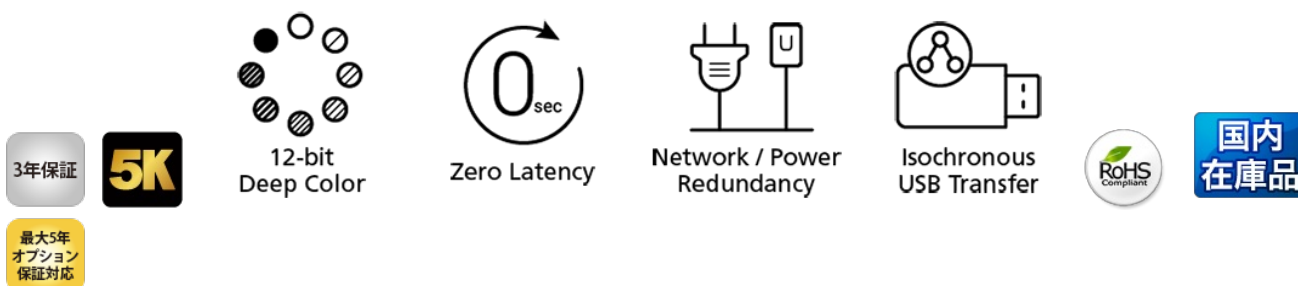 3年保証
5K
12-bit
Deep Color
0 sec
Zero Latency
U
Network / Power
Redundancy
Isochronous
USB Transfer
RoHS
Compliant
国内
在庫品
最大5年
オプション
保証対応